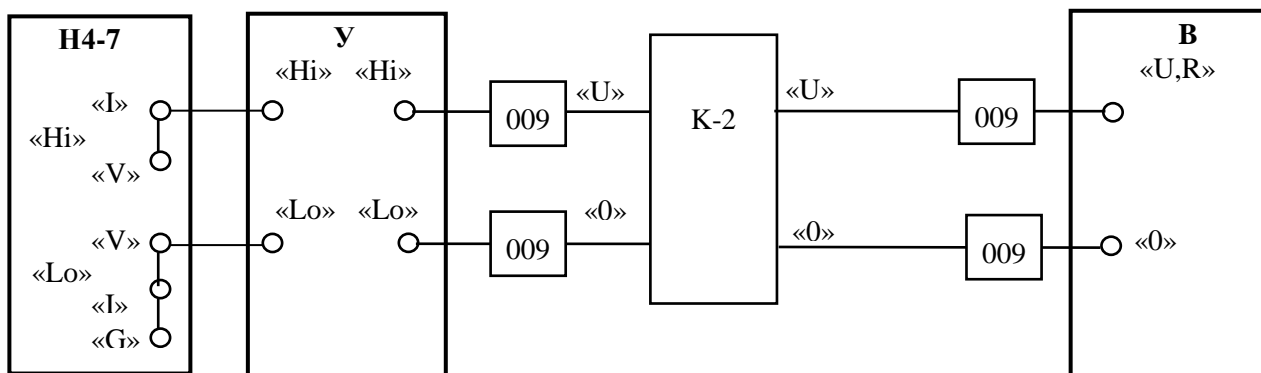 Н4-7
У
В
«Hi» «Hi»
«U,R»
«I»
«U»
«U»
009
К-2
009
«Hi»
«V»
«Lo» «Lo»
«0»
«V»
«0»
«0»
009
009
«Lo»
«I»
«G»